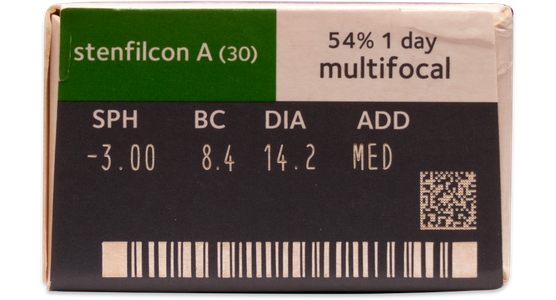 stenfilcon A (30)
54% 1 day
multifocal
SPH BC DIA ADD
-3.00 8.4 14.2 MED